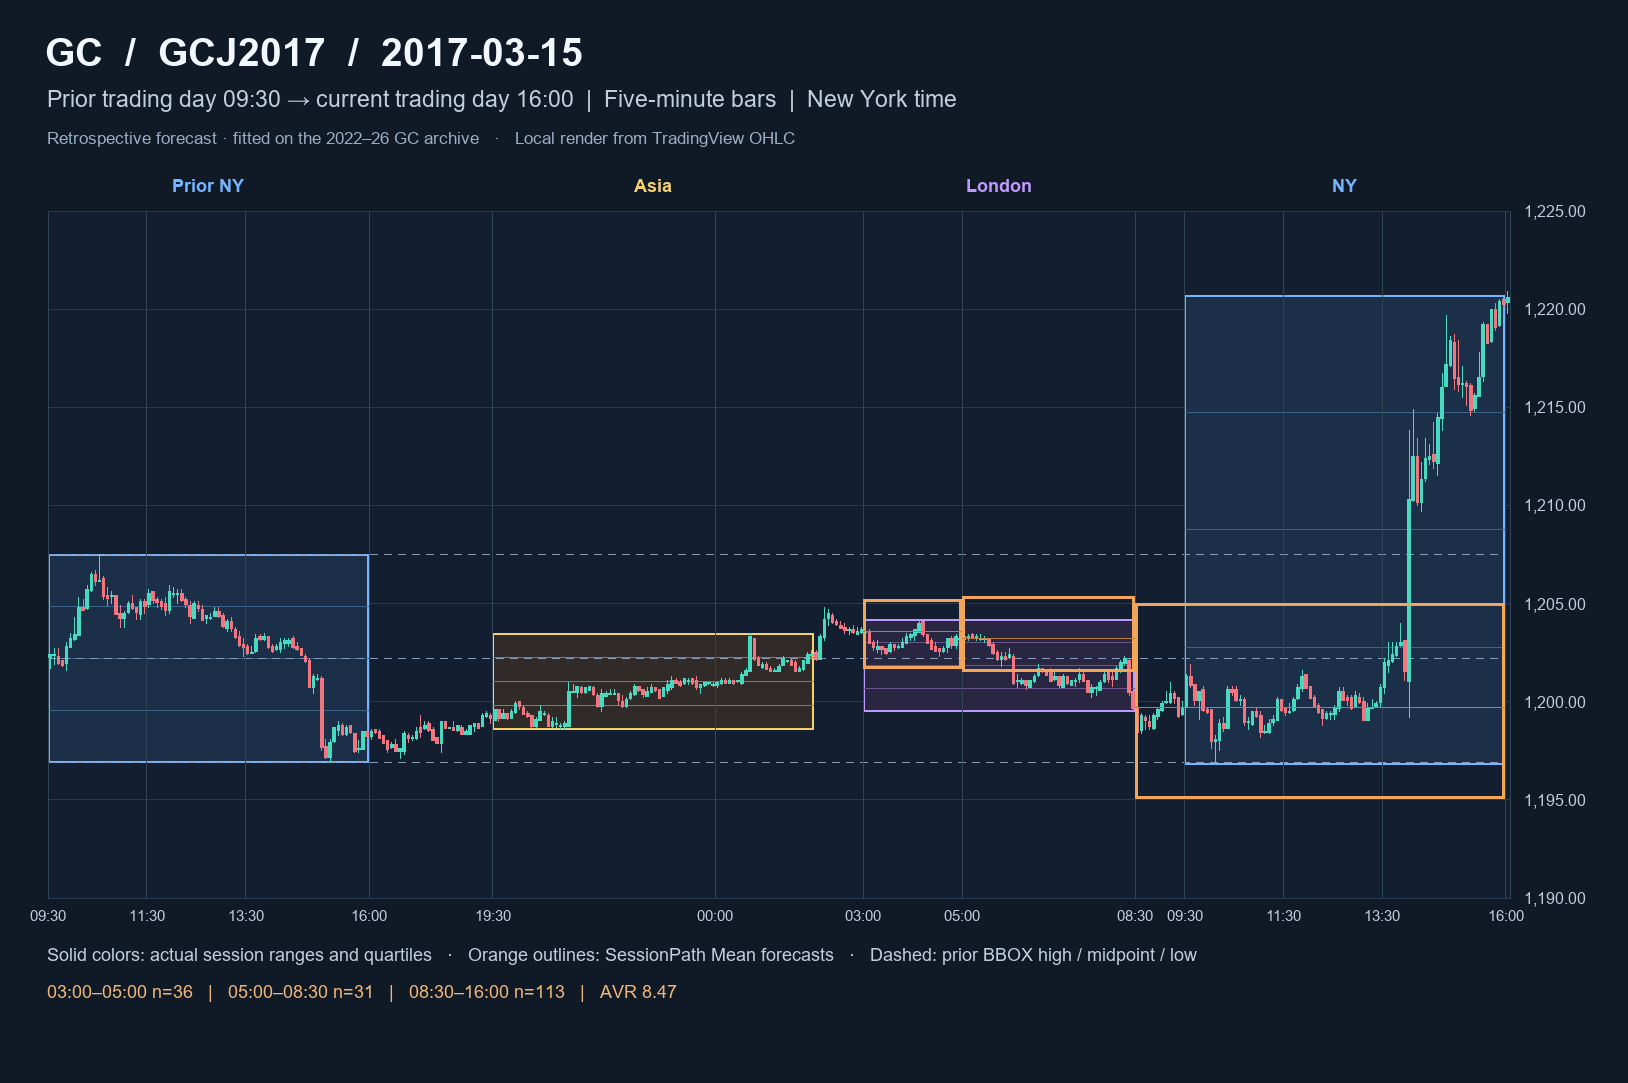 GC / GCJ2017 / 2017-03-15
Prior trading day 09:30 → current trading day 16:00 | Five-minute bars | New York time
Retrospective forecast · fitted on the 2022–26 GC archive · Local render from TradingView OHLC
Prior NY Asia London NY
1,225.00
1,220.00
1,215.00
1,210.00
1,205.00
1,200.00
1,195.00
1,190.00
09:30 11:30 13:30 16:00 19:30 00:00 03:00 05:00 08:30 09:30 11:30 13:30 16:00
Solid colors: actual session ranges and quartiles · Orange outlines: SessionPath Mean forecasts · Dashed: prior BBOX high / midpoint / low
03:00–05:00 n=36 | 05:00–08:30 n=31 | 08:30–16:00 n=113 | AVR 8.47